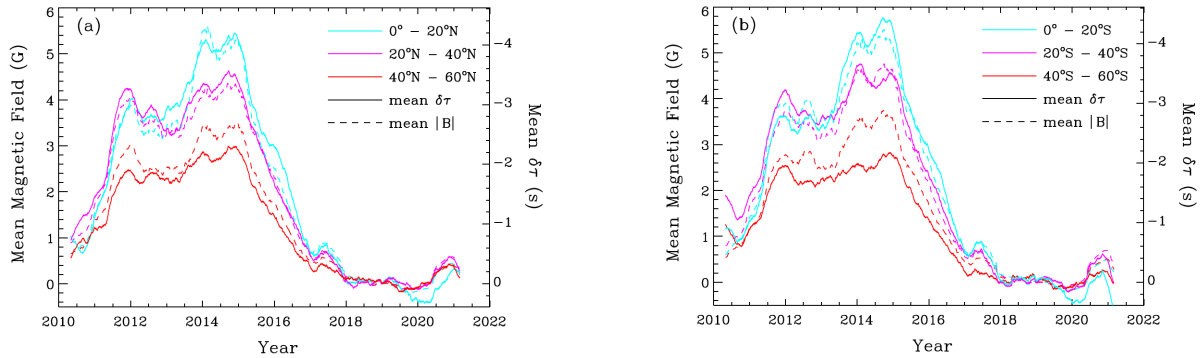 (a)
0° – 20°N
20°N – 40°N
40°N – 60°N
mean δτ
mean |B|
Mean Magnetic Field (G)
6
5
4
3
2
1
0
−4
−3
−2
−1
0
Mean δτ (s)
2010 2012 2014 2016 2018 2020 2022
Year
(b)
0° – 20°S
20°S – 40°S
40°S – 60°S
mean δτ
mean |B|
Mean Magnetic Field (G)
6
5
4
3
2
1
0
−4
−3
−2
−1
0
Mean δτ (s)
2010 2012 2014 2016 2018 2020 2022
Year